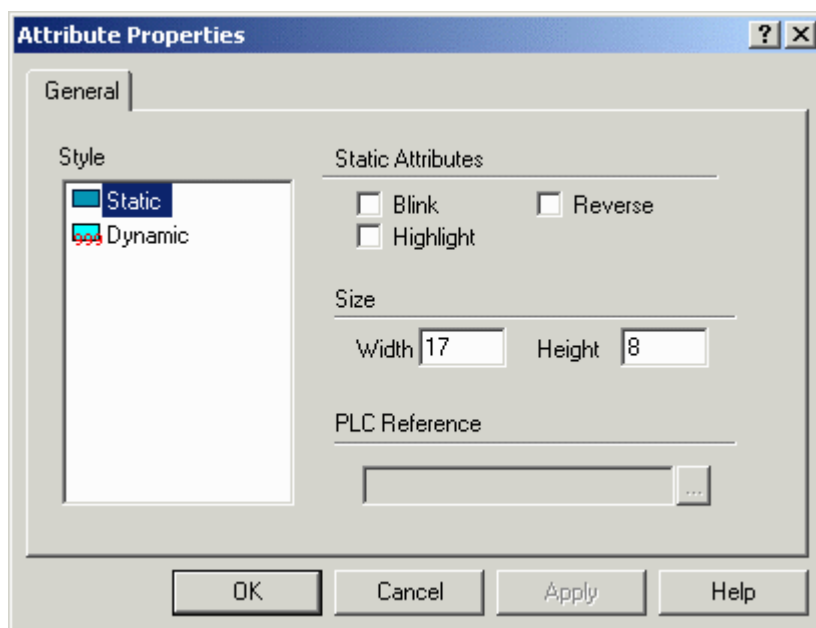 Attribute Properties
General
Style
Static
999 Dynamic
Static Attributes
Blink
Reverse
Highlight
Size
Width 17
Height 8
PLC Reference
...
OK
Cancel
Apply
Help